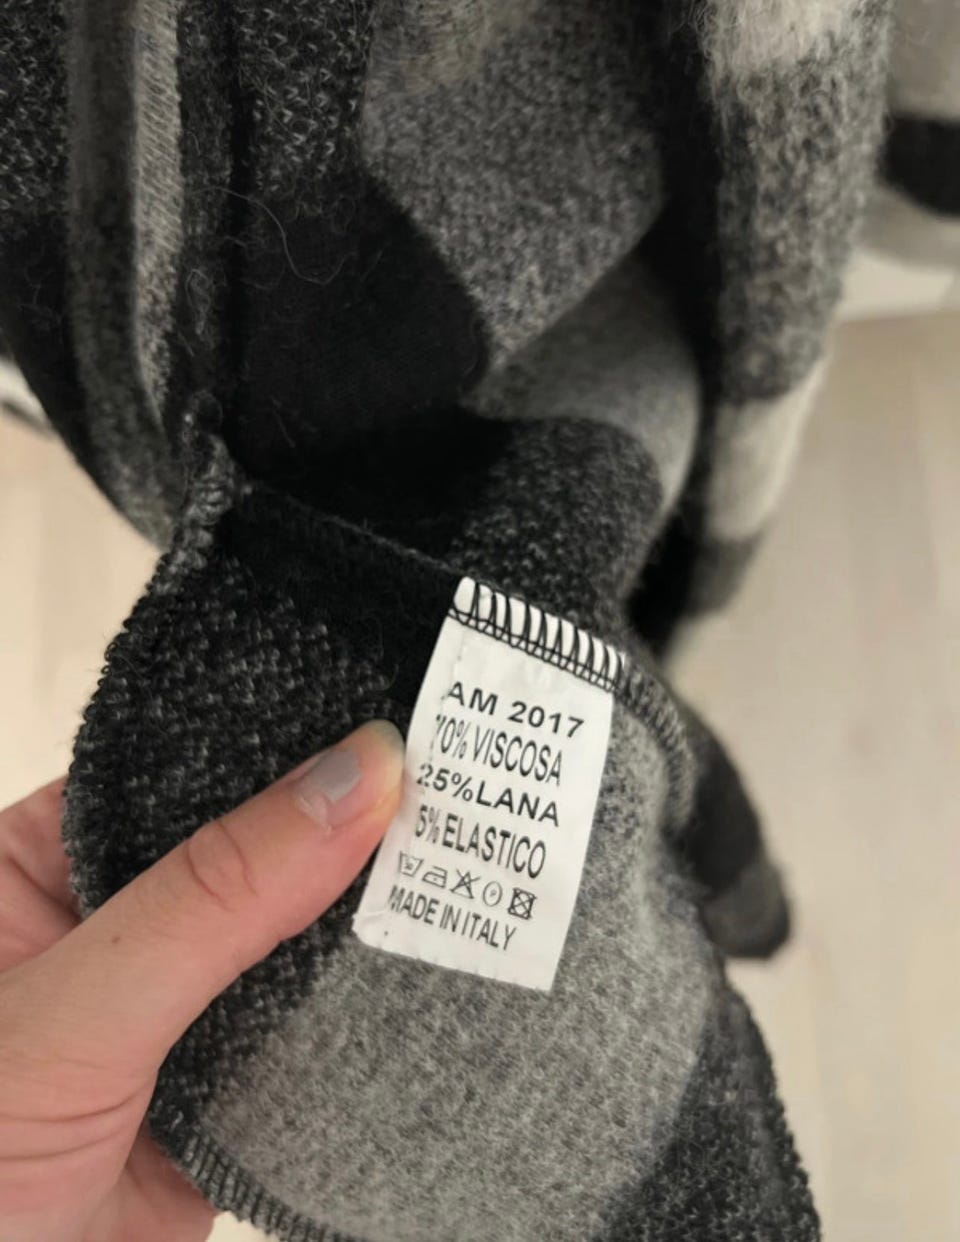 AM 2017
70% VISCOSA
25%LANA
5% ELASTICO
MADE IN ITALY